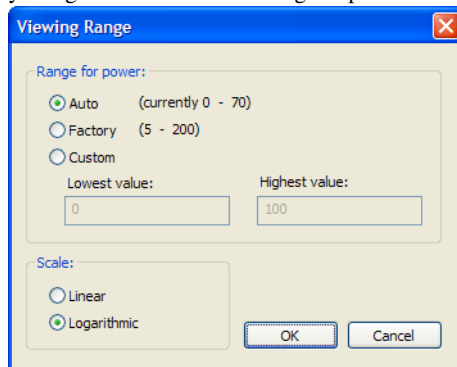 Viewing Range
Range for power:
Auto (currently 0 - 70)
Factory (5 - 200)
Custom
Lowest value: Highest value:
0 100
Scale:
Linear
Logarithmic
OK Cancel